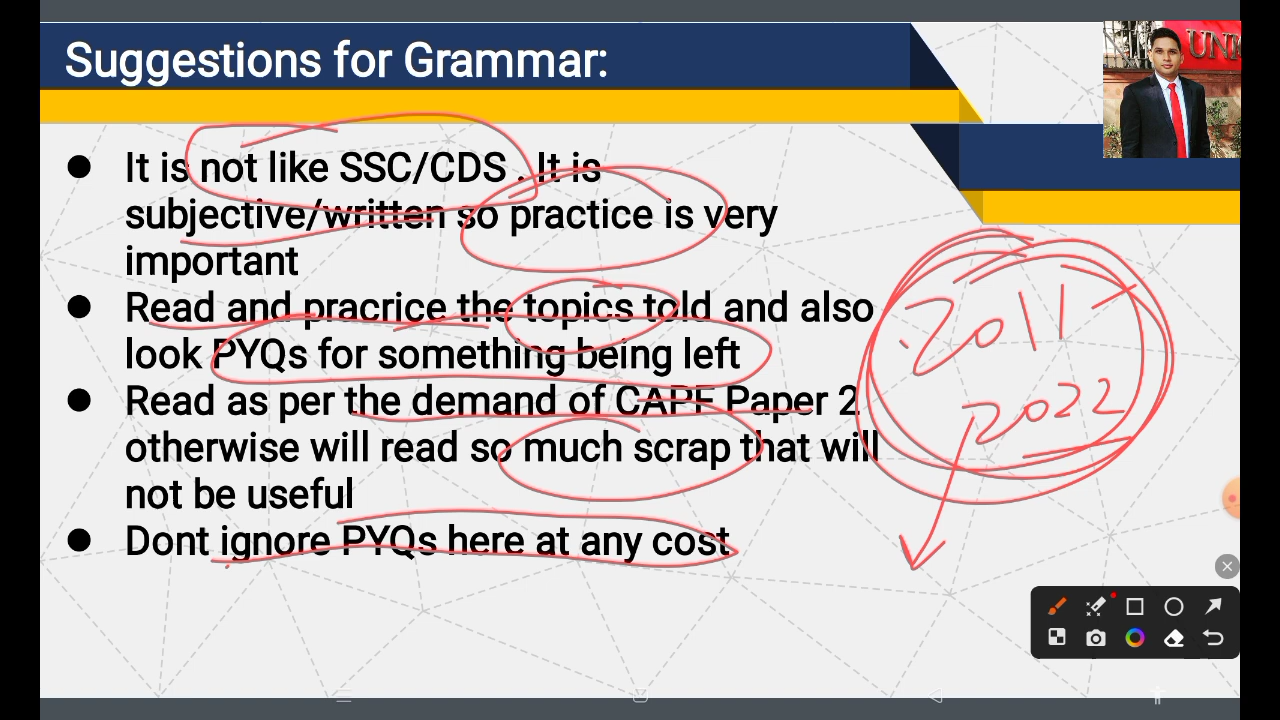 Suggestions for Grammar:
UNI
● It is not like SSC/CDS . It is
subjective/written so practice is very
important
● Read and pracrice the topics told and also
look PYQs for something being left
● Read as per the demand of CAPF Paper 2
otherwise will read so much scrap that will
not be useful
● Dont ignore PYQs here at any cost
2011
2022